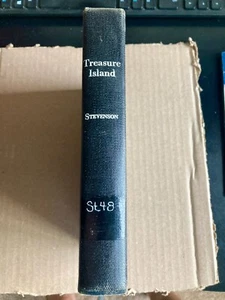 Treasure
Island
STEVENSON
St48